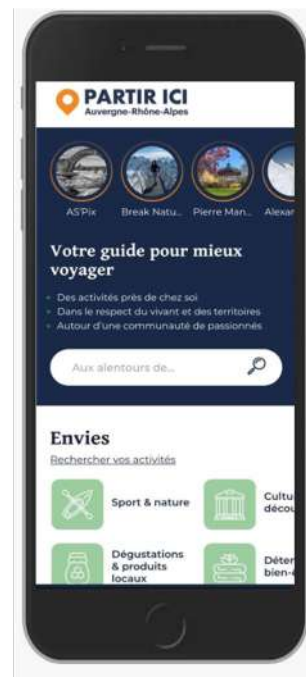 PARTIR ICI
Auvergne-Rhône-Alpes
AS'Pix
Break Natu...
Pierre Man...
Alexan
Votre guide pour mieux
voyager
Des activités près de chez soi
Dans le respect du vivant et des territoires
Autour d'une communauté de passionnés
Aux alentours de...
Envies
Rechercher vos activités
Sport & nature
Cultu
découv
Dégustations
& produits
locaux
Déten
bien-ê